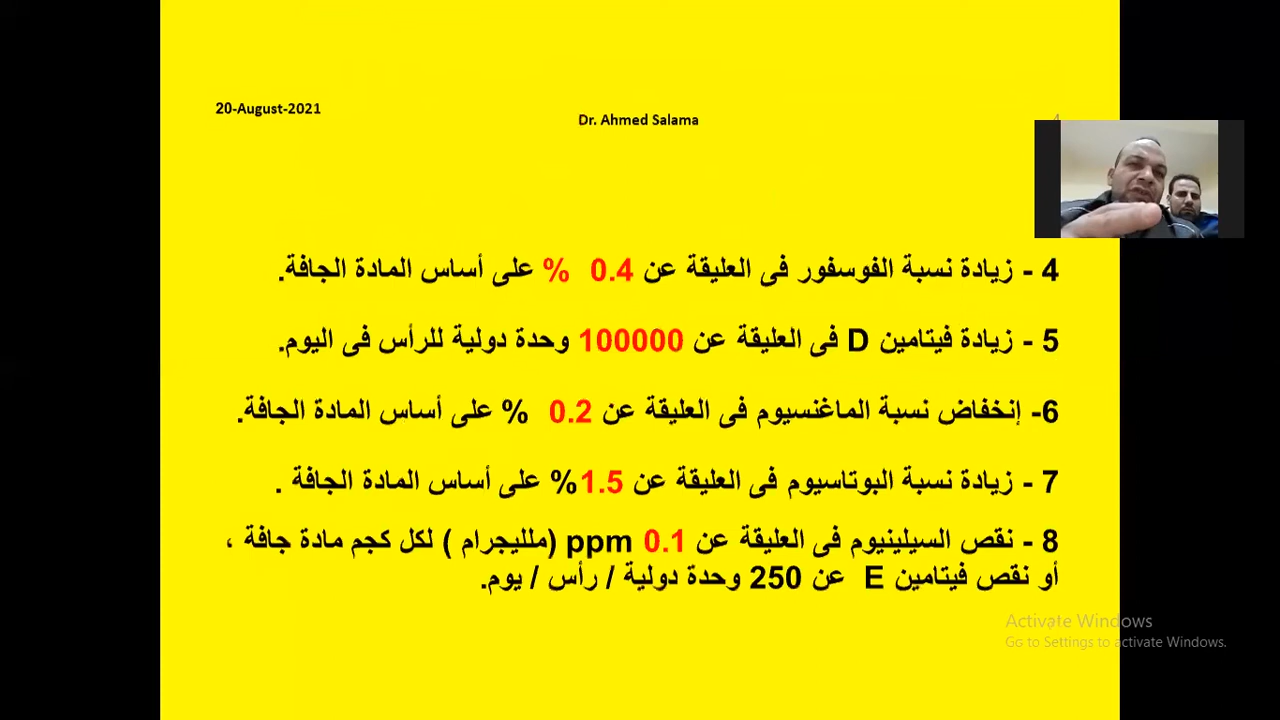 20-August-2021
Dr. Ahmed Salama
4
4 - زيادة نسبة الفوسفور فى العليقة عن 0.4 % على أساس المادة الجافة.
5 - زيادة فيتامين D فى العليقة عن 100000 وحدة دولية للرأس فى اليوم.
6- إنخفاض نسبة الماغنسيوم فى العليقة عن 0.2 % على أساس المادة الجافة.
7 - زيادة نسبة البوتاسيوم فى العليقة عن 1.5% على أساس المادة الجافة .
8 - نقص السيلينيوم فى العليقة عن 0.1 ppm (ملليجرام ) لكل كجم مادة جافة ،
أو نقص فيتامين E عن 250 وحدة دولية / رأس / يوم.
Activate Windows
Go to Settings to activate Windows.